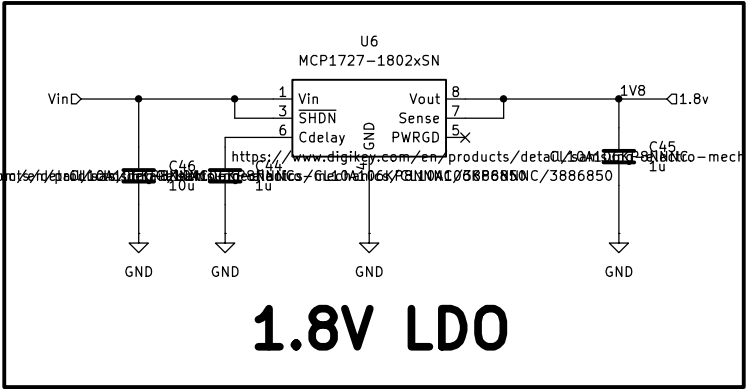 U6
MCP1727-1802xSN
Vin
1
Vin
Vout
8
1V8
1.8v
3
SHDN
Sense
7
6
Cdelay
GND
PWRGD
5
4
https://www.digikey.com/en/products/detail/samsung
C45
1u
C46
10u
C44
1u
GND
GND
GND
GND
1.8V LDO